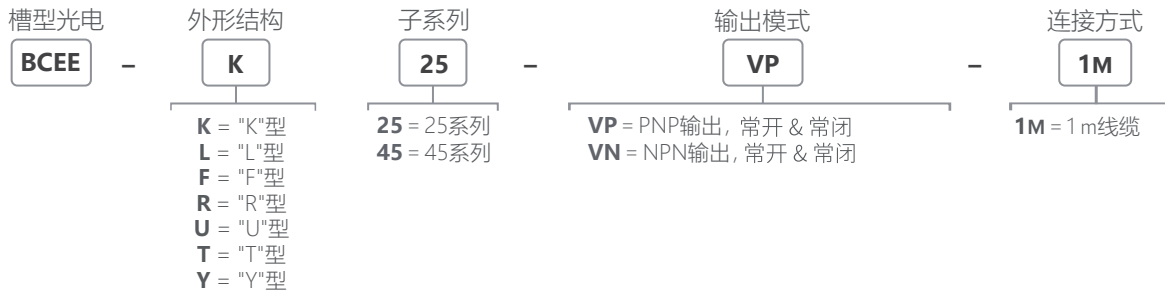 槽型光电 外形结构 子系列 输出模式 连接方式
BCEE – K 25 – VP – 1M
K = "K"型 25 = 25系列 VP = PNP输出, 常开 & 常闭 1M = 1 m线缆
L = "L"型 45 = 45系列 VN = NPN输出, 常开 & 常闭
F = "F"型
R = "R"型
U = "U"型
T = "T"型
Y = "Y"型